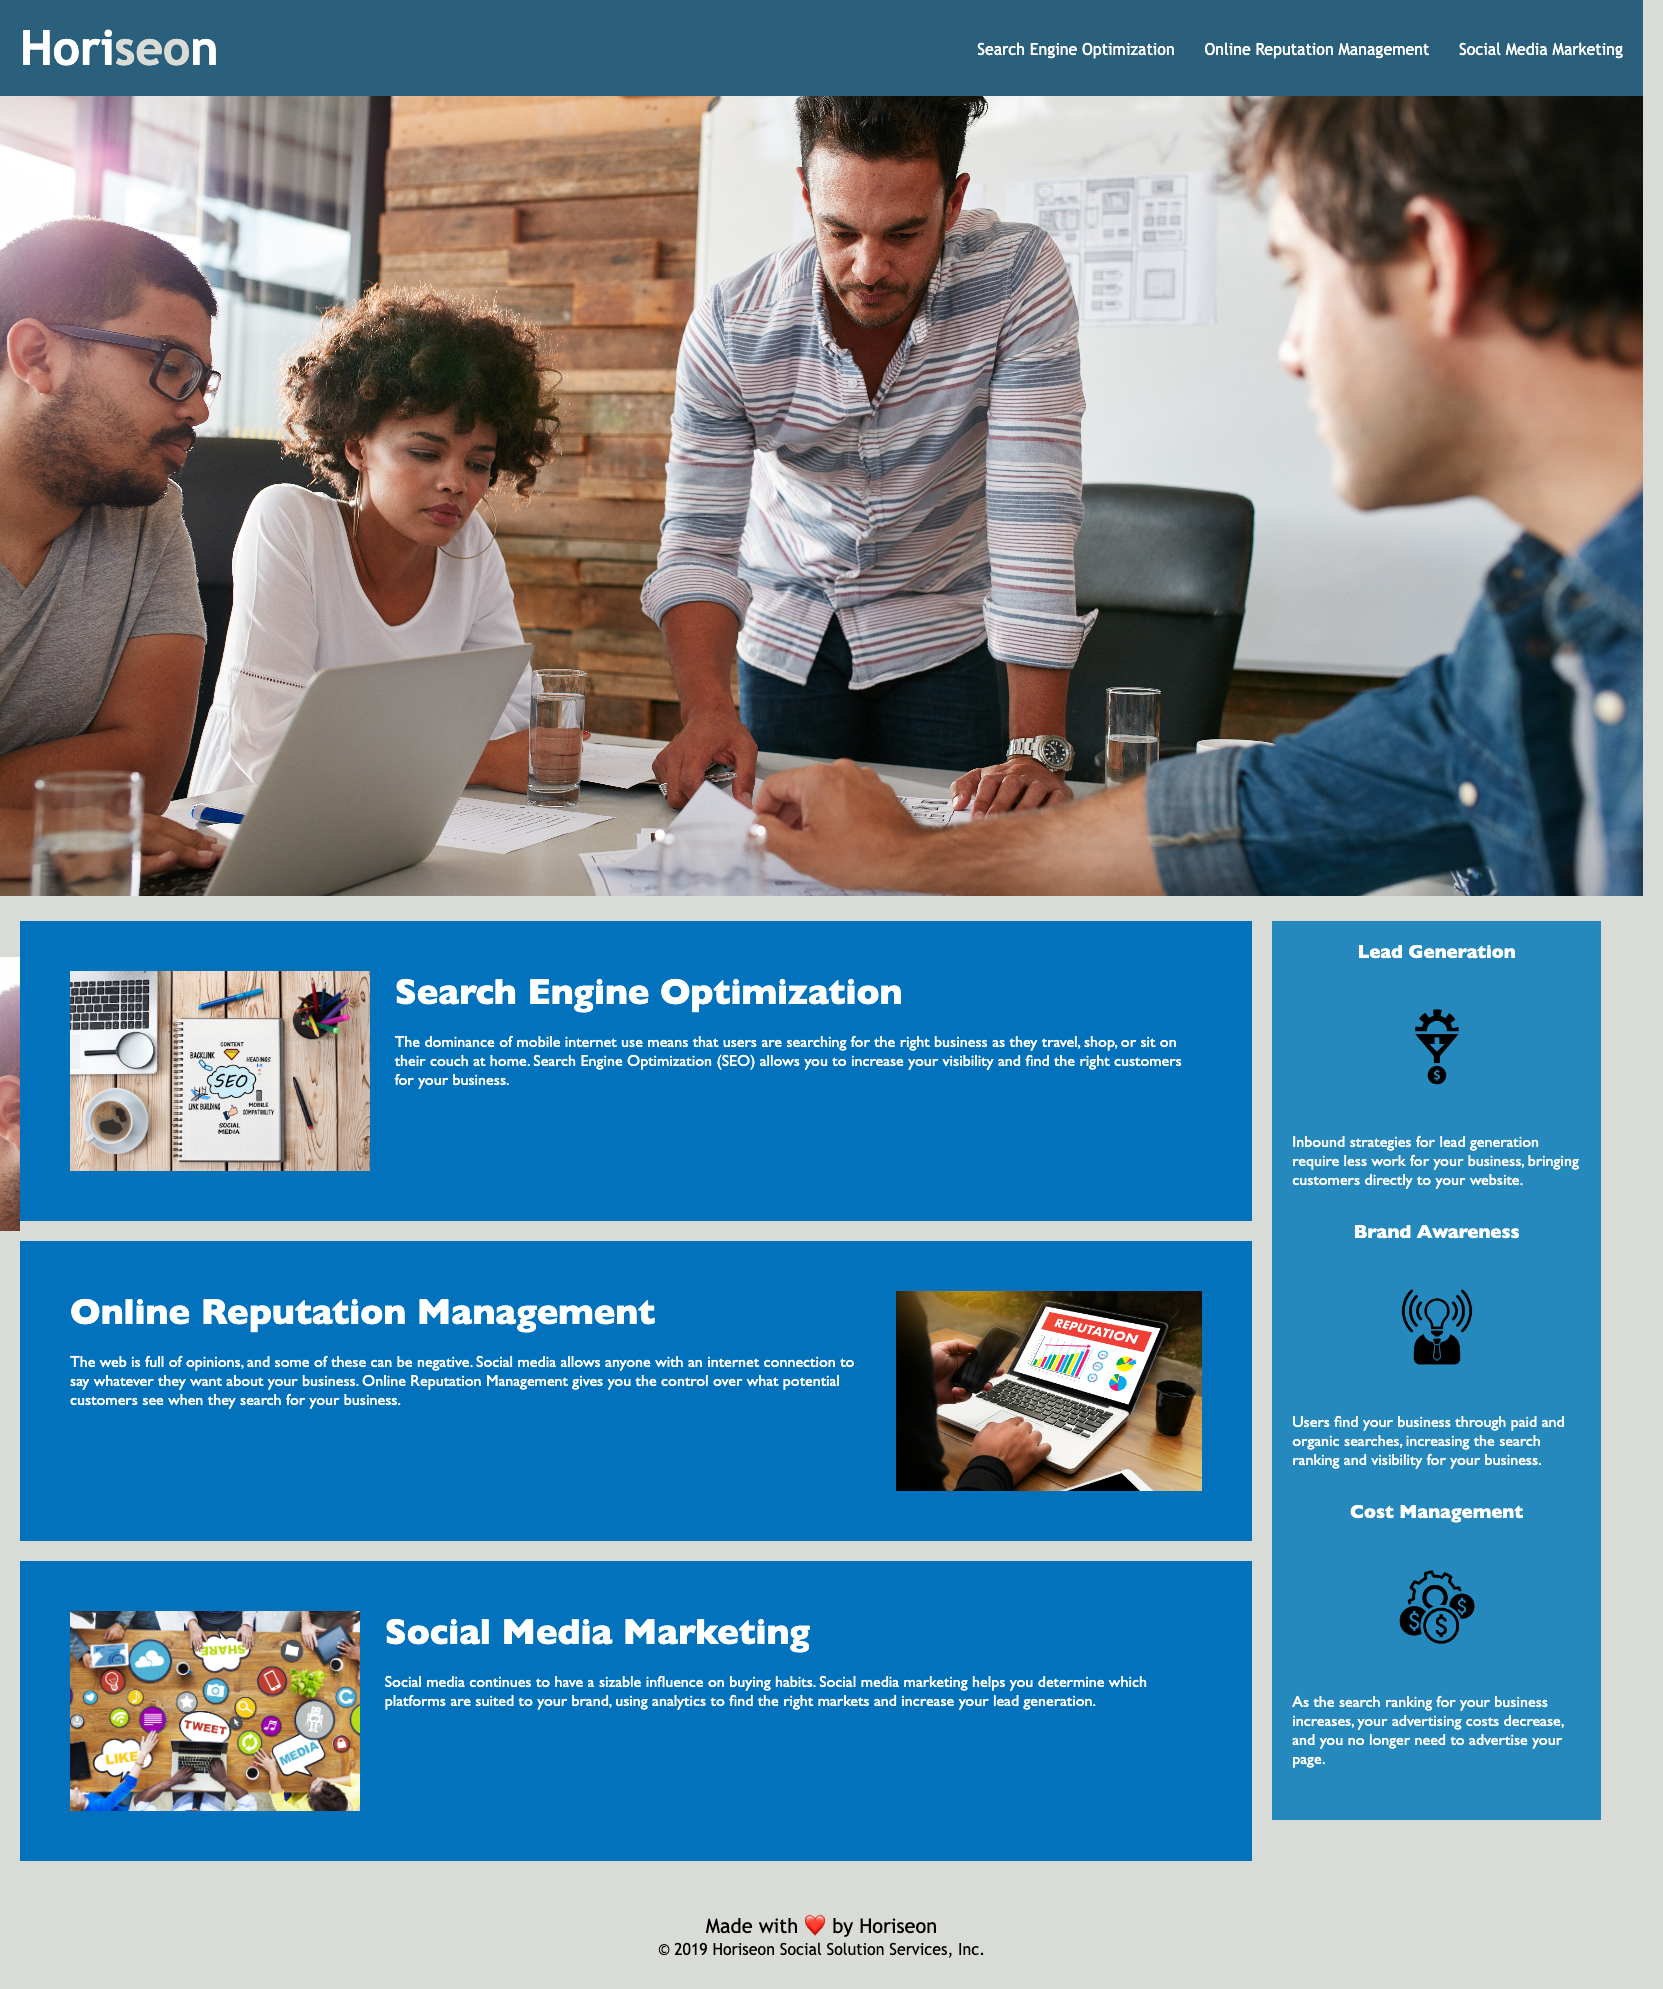 Horiseon
Search Engine Optimization
Online Reputation Management
Social Media Marketing
CONTENT
BACKLINK
HEADINGS
SEO
LINK BUILDING
MOBILE
COMPATIBILITY
SOCIAL
MEDIA
Search Engine Optimization
The dominance of mobile internet use means that users are searching for the right business as they travel, shop, or sit on
their couch at home. Search Engine Optimization (SEO) allows you to increase your visibility and find the right customers
for your business.
Online Reputation Management
The web is full of opinions, and some of these can be negative. Social media allows anyone with an internet connection to
say whatever they want about your business. Online Reputation Management gives you the control over what potential
customers see when they search for your business.
REPUTATION
SHARE
TWEET
LIKE
MEDIA
Social Media Marketing
Social media continues to have a sizable influence on buying habits. Social media marketing helps you determine which
platforms are suited to your brand, using analytics to find the right markets and increase your lead generation.
Lead Generation
$
Inbound strategies for lead generation
require less work for your business, bringing
customers directly to your website.
Brand Awareness
Users find your business through paid and
organic searches, increasing the search
ranking and visibility for your business.
Cost Management
$ $ $
As the search ranking for your business
increases, your advertising costs decrease,
and you no longer need to advertise your
page.
Made with ❤️ by Horiseon
© 2019 Horiseon Social Solution Services, Inc.